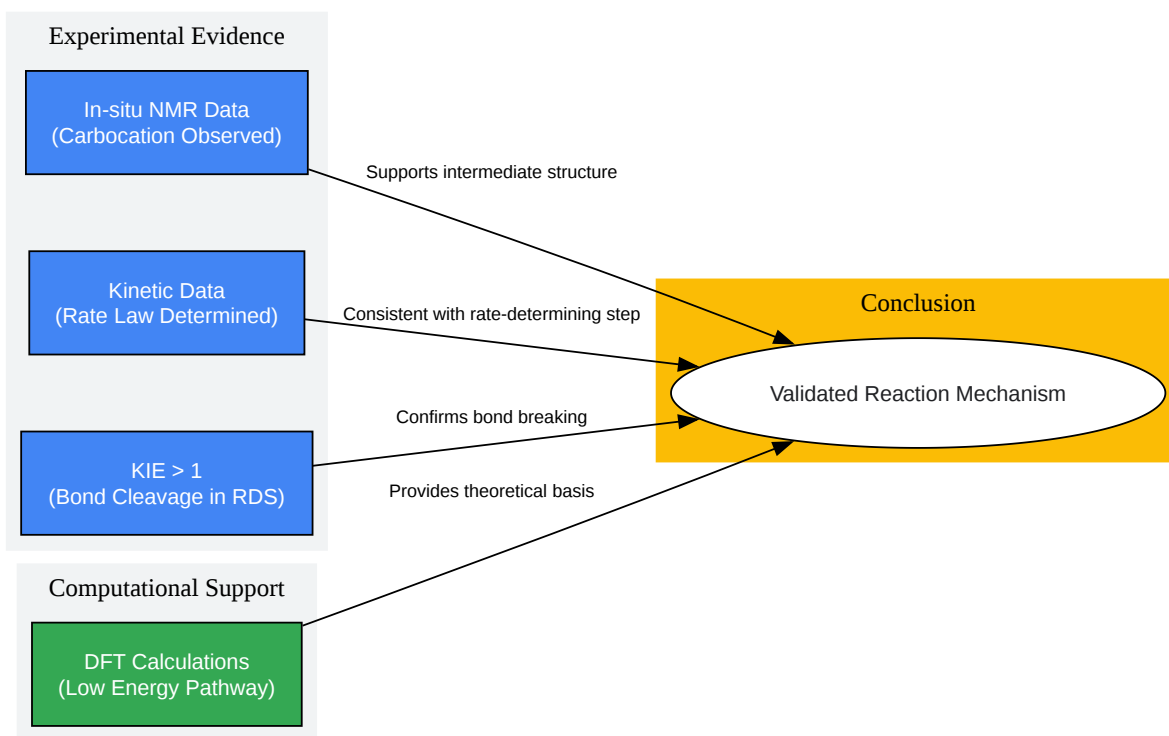 Experimental Evidence
In-situ NMR Data
(Carbocation Observed)
Supports intermediate structure
Kinetic Data
(Rate Law Determined)
Consistent with rate-determining step
Conclusion
Validated Reaction Mechanism
Confirms bond breaking
KIE > 1
(Bond Cleavage in RDS)
Provides theoretical basis
Computational Support
DFT Calculations
(Low Energy Pathway)